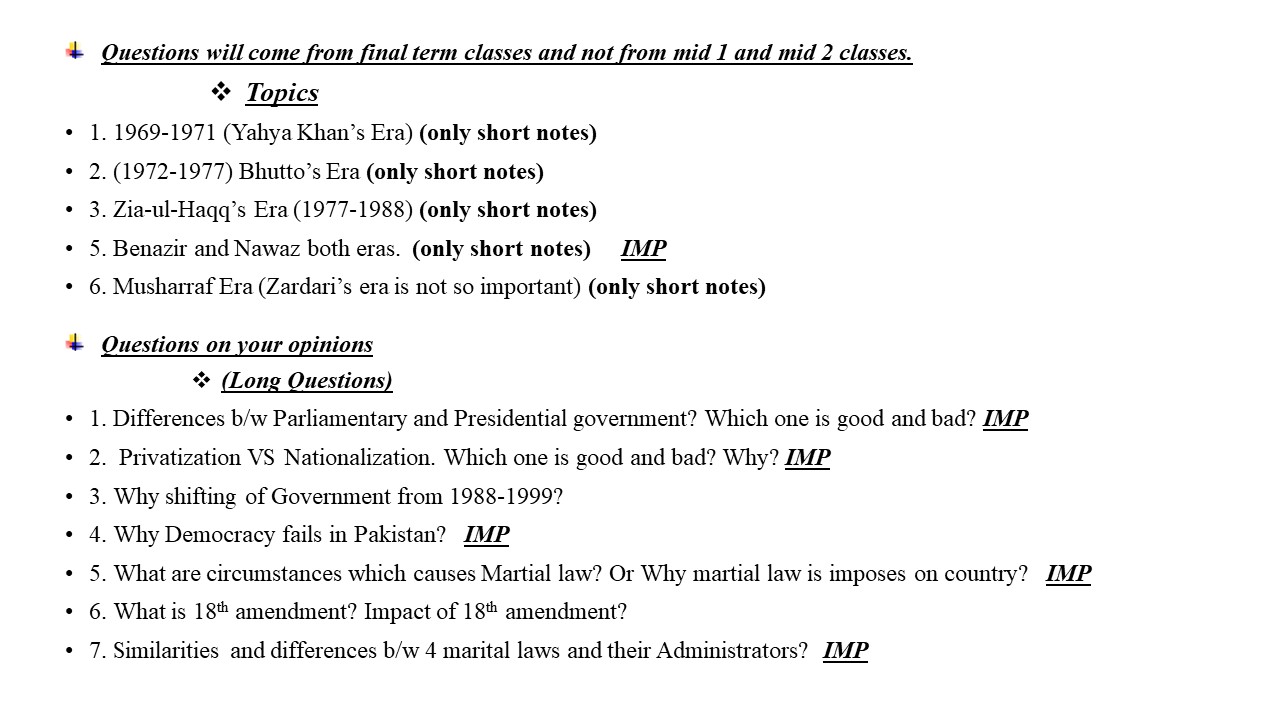 Questions will come from final term classes and not from mid 1 and mid 2 classes.
❖ Topics
• 1. 1969-1971 (Yahya Khan’s Era) (only short notes)
• 2. (1972-1977) Bhutto’s Era (only short notes)
• 3. Zia-ul-Haqq’s Era (1977-1988) (only short notes)
• 5. Benazir and Nawaz both eras. (only short notes) IMP
• 6. Musharraf Era (Zardari’s era is not so important) (only short notes)
Questions on your opinions
❖ (Long Questions)
• 1. Differences b/w Parliamentary and Presidential government? Which one is good and bad? IMP
• 2. Privatization VS Nationalization. Which one is good and bad? Why? IMP
• 3. Why shifting of Government from 1988-1999?
• 4. Why Democracy fails in Pakistan? IMP
• 5. What are circumstances which causes Martial law? Or Why martial law is imposes on country? IMP
• 6. What is 18th amendment? Impact of 18th amendment?
• 7. Similarities and differences b/w 4 marital laws and their Administrators? IMP